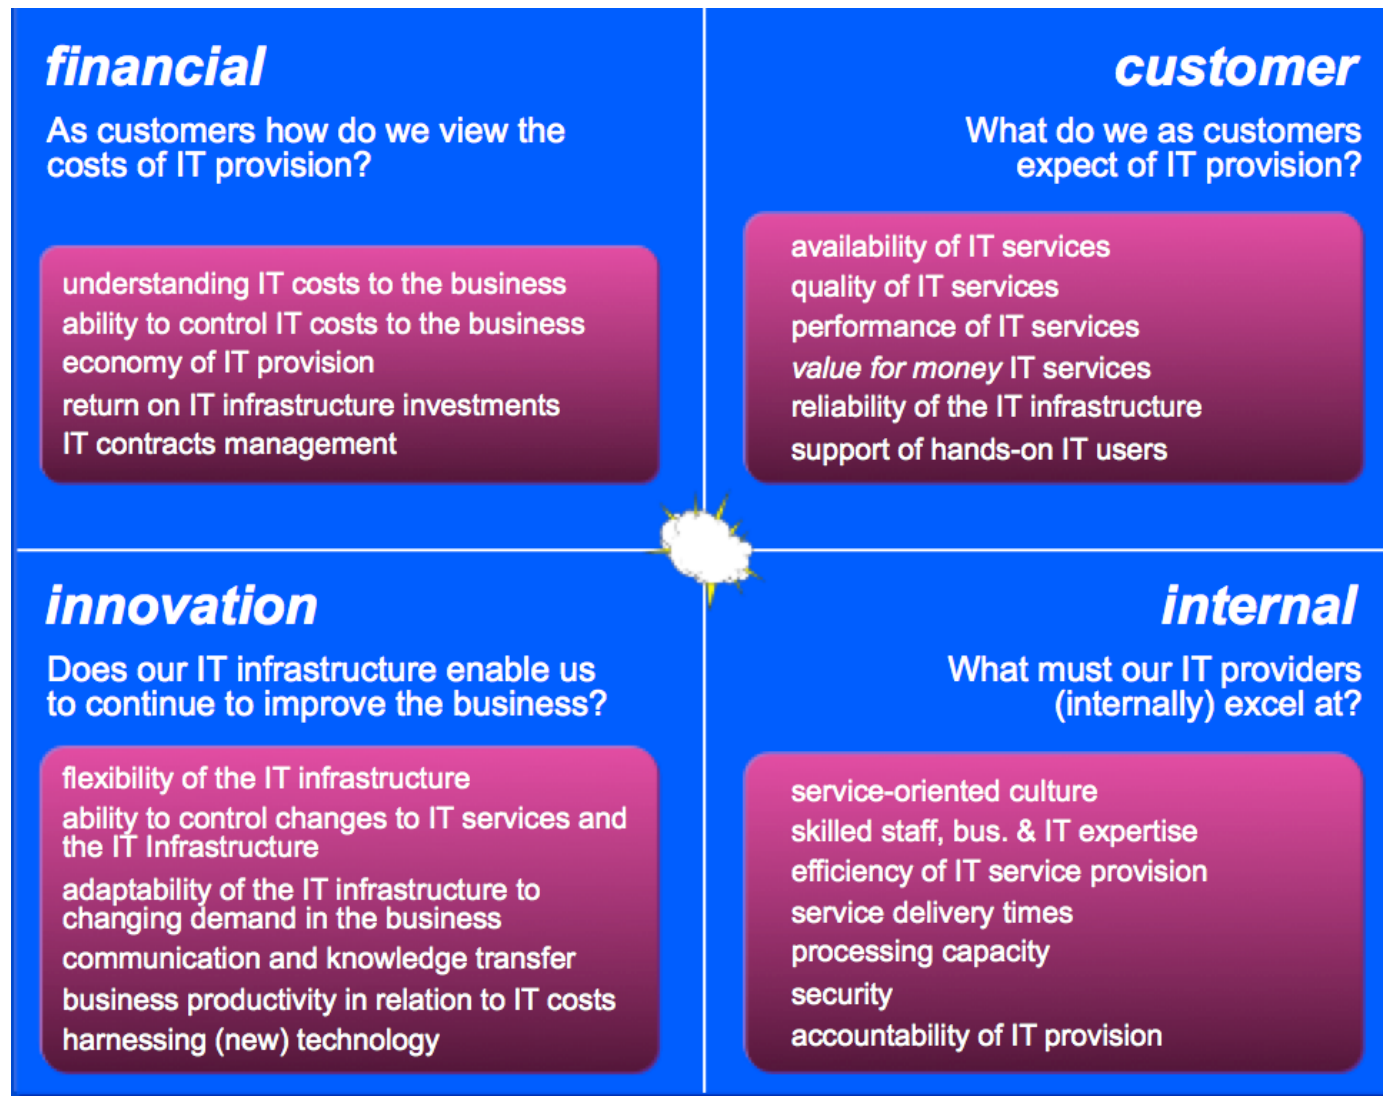 financial
As customers how do we view the
costs of IT provision?
understanding IT costs to the business
ability to control IT costs to the business
economy of IT provision
return on IT infrastructure investments
IT contracts management
customer
What do we as customers
expect of IT provision?
availability of IT services
quality of IT services
performance of IT services
value for money IT services
reliability of the IT infrastructure
support of hands-on IT users
innovation
Does our IT infrastructure enable us
to continue to improve the business?
flexibility of the IT infrastructure
ability to control changes to IT services and
the IT Infrastructure
adaptability of the IT infrastructure to
changing demand in the business
communication and knowledge transfer
business productivity in relation to IT costs
harnessing (new) technology
internal
What must our IT providers
(internally) excel at?
service-oriented culture
skilled staff, bus. & IT expertise
efficiency of IT service provision
service delivery times
processing capacity
security
accountability of IT provision